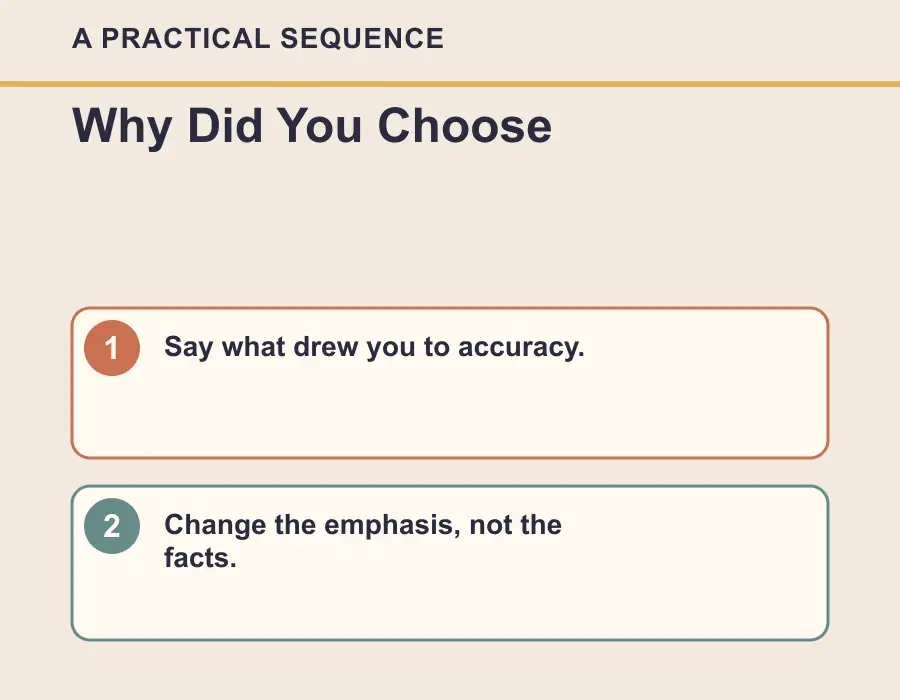 A PRACTICAL SEQUENCE
Why Did You Choose
1
Say what drew you to accuracy.
2
Change the emphasis, not the
facts.